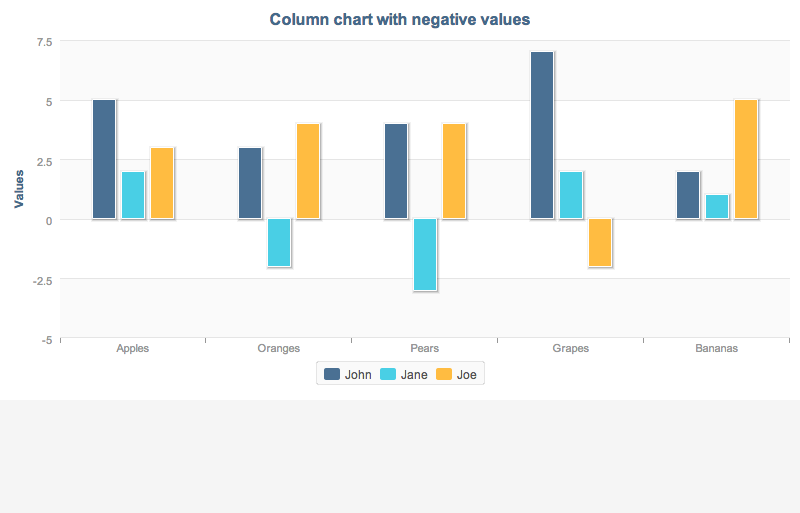 Column chart with negative values
Values
7.5
5
2.5
0
-2.5
-5
Apples Oranges Pears Grapes Bananas
John Jane Joe